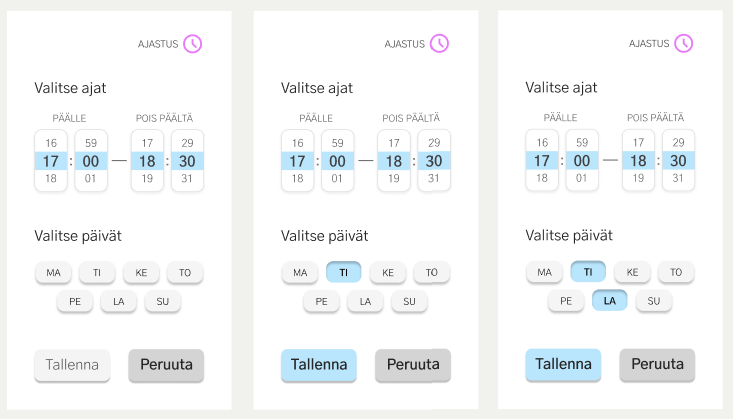 AJASTUS
Valitse ajat
PÄÄLLE POIS PÄÄLTÄ
16 59 17 29
17 : 00 — 18 : 30
18 01 19 31
Valitse päivät
MA TI KE TO
PE LA SU
Tallenna Peruuta
AJASTUS
Valitse ajat
PÄÄLLE POIS PÄÄLTÄ
16 59 17 29
17 : 00 — 18 : 30
18 01 19 31
Valitse päivät
MA TI KE TO
PE LA SU
Tallenna Peruuta
AJASTUS
Valitse ajat
PÄÄLLE POIS PÄÄLTÄ
16 59 17 29
17 : 00 — 18 : 30
18 01 19 31
Valitse päivät
MA TI KE TO
PE LA SU
Tallenna Peruuta